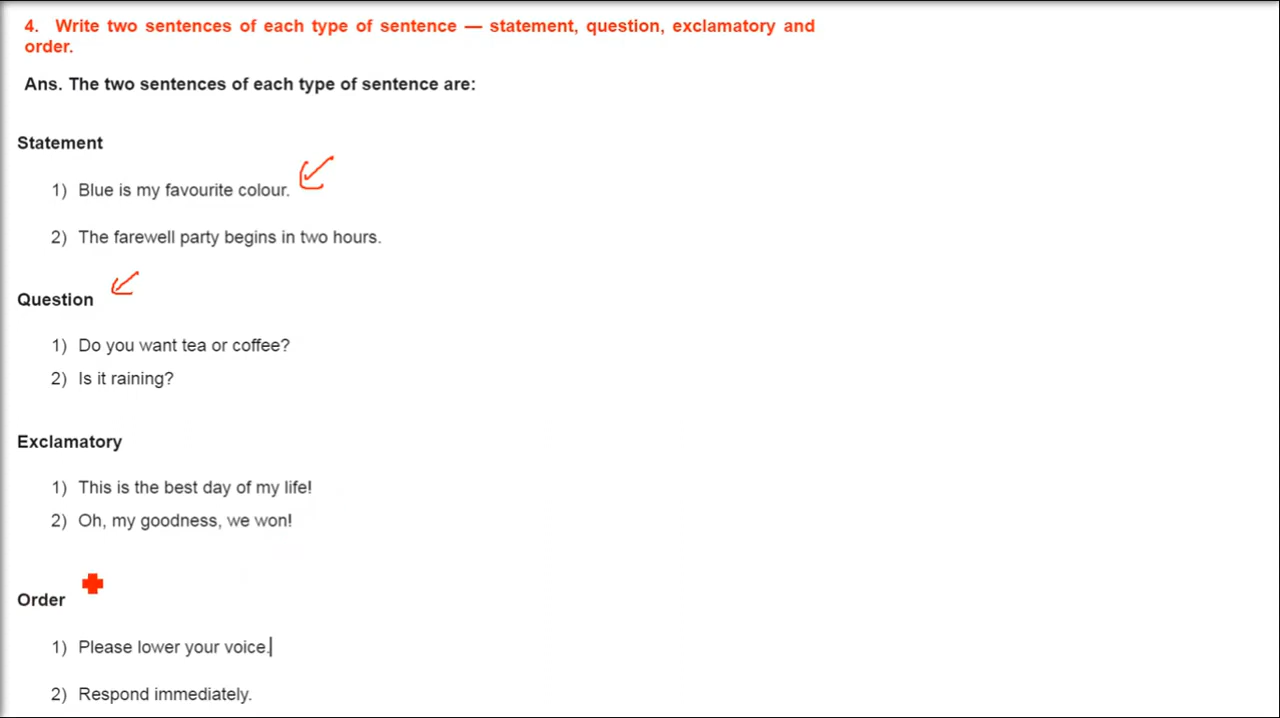 4. Write two sentences of each type of sentence — statement, question, exclamatory and
order.
Ans. The two sentences of each type of sentence are:
Statement
1) Blue is my favourite colour.
2) The farewell party begins in two hours.
Question
1) Do you want tea or coffee?
2) Is it raining?
Exclamatory
1) This is the best day of my life!
2) Oh, my goodness, we won!
Order
1) Please lower your voice.
2) Respond immediately.